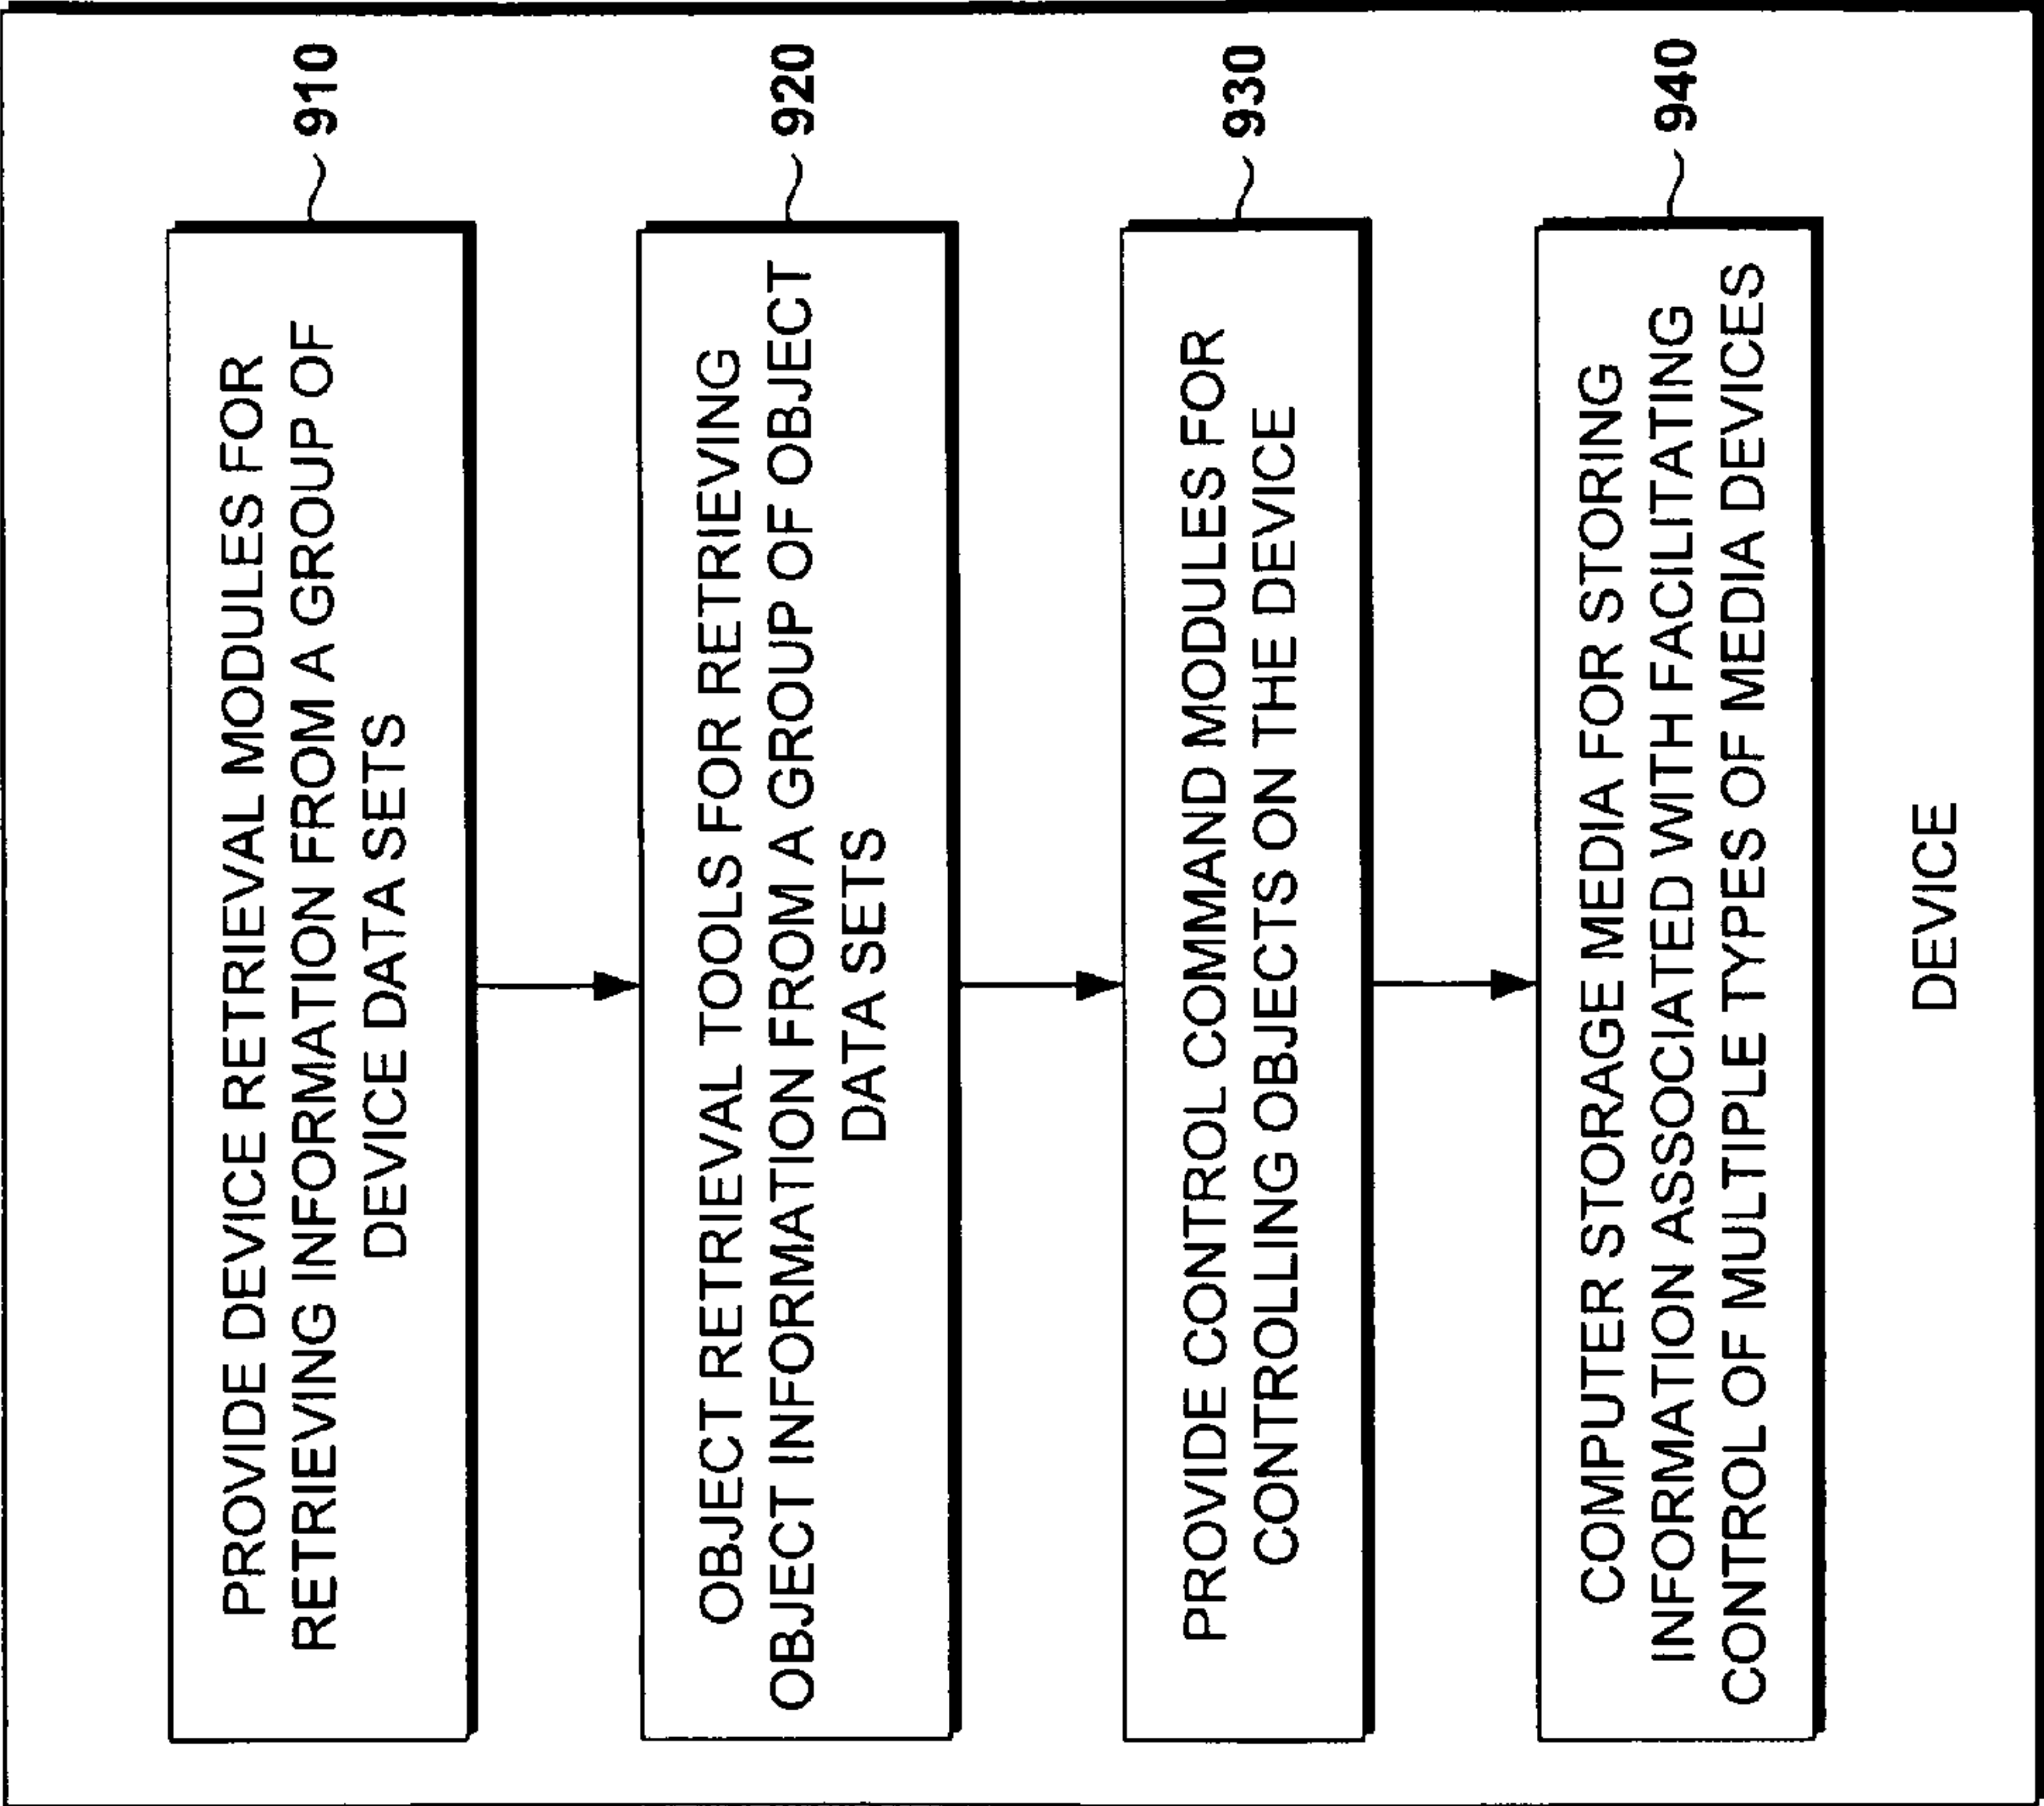 PROVIDE DEVICE RETRIEVAL MODULES FOR
RETRIEVING INFORMATION FROM A GROUP OF
DEVICE DATA SETS
910
OBJECT RETRIEVAL TOOLS FOR RETRIEVING
OBJECT INFORMATION FROM A GROUP OF OBJECT
DATA SETS
920
PROVIDE CONTROL COMMAND MODULES FOR
CONTROLLING OBJECTS ON THE DEVICE
930
COMPUTER STORAGE MEDIA FOR STORING
INFORMATION ASSOCIATED WITH FACILITATING
CONTROL OF MULTIPLE TYPES OF MEDIA DEVICES
940
DEVICE